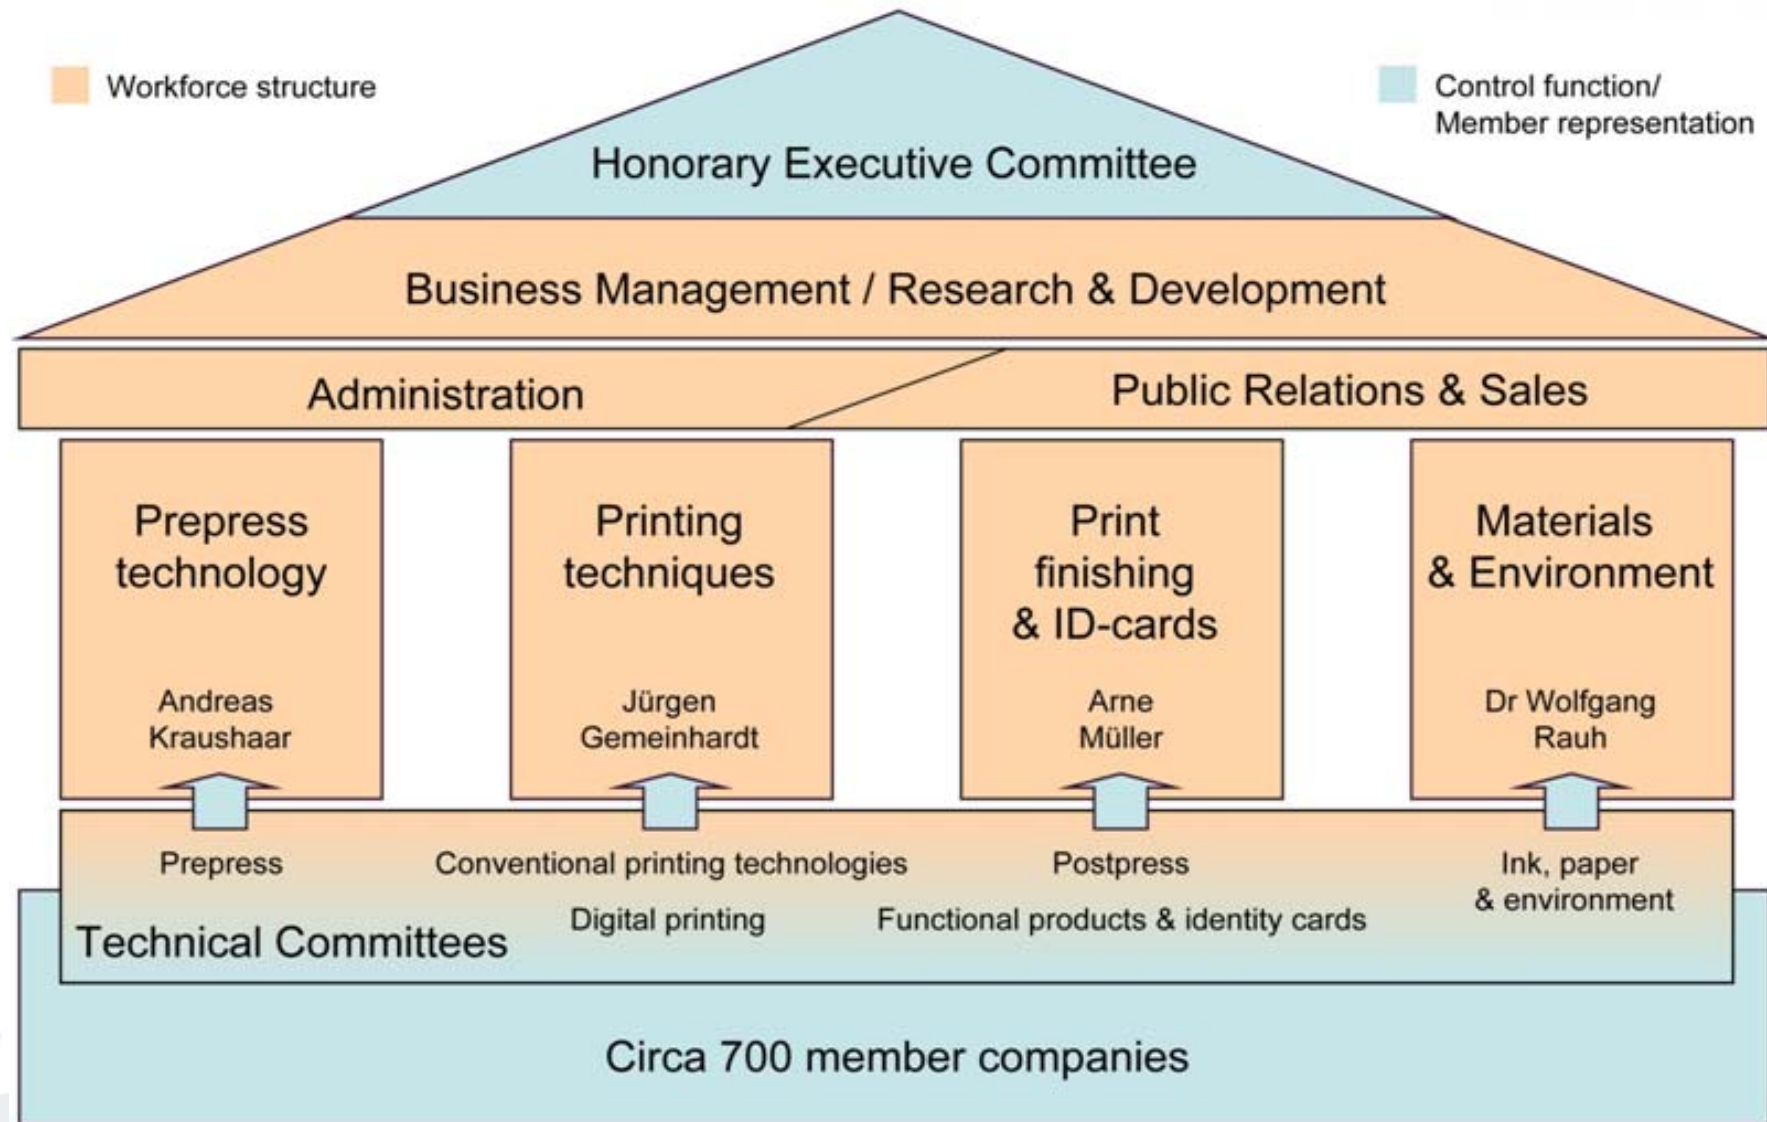 Workforce structure
Control function/
Member representation
Honorary Executive Committee
Business Management / Research & Development
Administration
Public Relations & Sales
Prepress
technology
Andreas
Kraushaar
Printing
techniques
Jürgen
Gemeinhardt
Print
finishing
& ID-cards
Arne
Müller
Materials
& Environment
Dr Wolfgang
Rauh
Prepress
Conventional printing technologies
Digital printing
Postpress
Functional products & identity cards
Ink, paper
& environment
Technical Committees
Circa 700 member companies